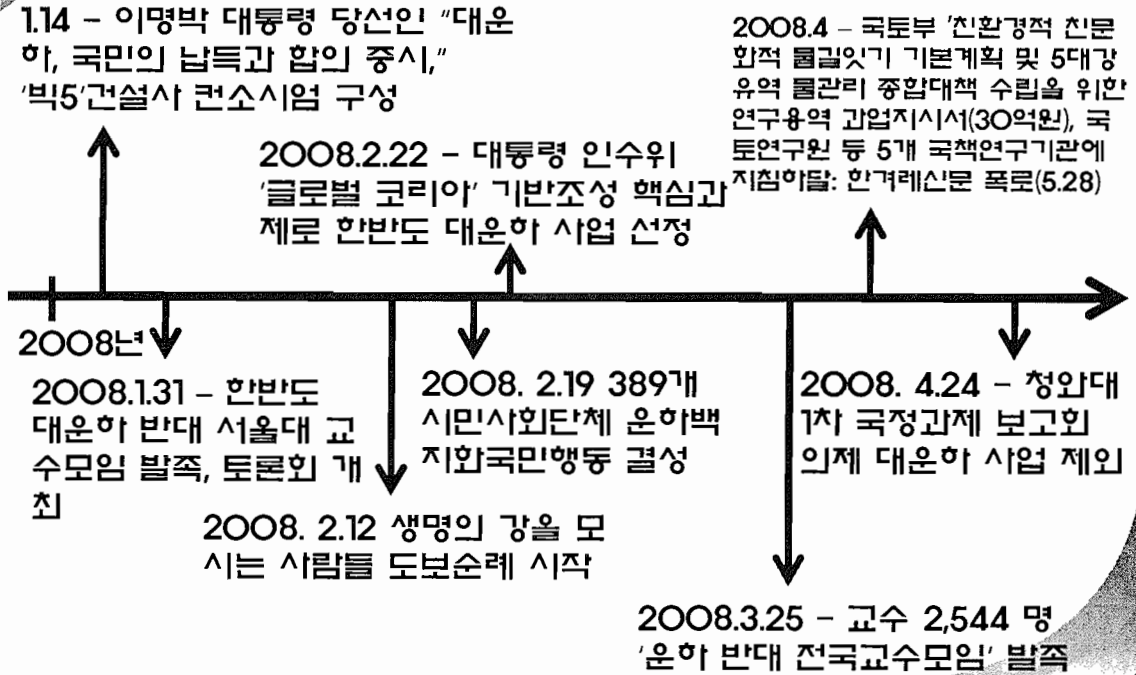 1.14 – 이명박 대통령 당선인 "대운
하, 국민의 납득과 합의 중시,"
'빅5'건설사 컨소시엄 구성
2008.4 – 국토부 '친환경적 친문
화적 물길잇기 기본계획 및 5대강
유역 물관리 종합대책 수립을 위한
연구용역 과업지시서(30억원), 국
토연구원 등 5개 국책연구기관에
지침하달: 한겨레신문 폭로(5.28)
2008.2.22 – 대통령 인수위
'글로벌 코리아' 기반조성 핵심과
제로 한반도 대운하 사업 선정
2008년
2008.1.31 – 한반도
대운하 반대 서울대 교
수모임 발족, 토론회 개
최
2008. 2.19 389개
시민사회단체 운하백
지화국민행동 결성
2008. 4.24 – 청와대
1차 국정과제 보고회
의제 대운하 사업 제외
2008. 2.12 생명의 강을 모
시는 사람들 도보순례 시작
2008.3.25 – 교수 2,544 명
'운하 반대 전국교수모임' 발족